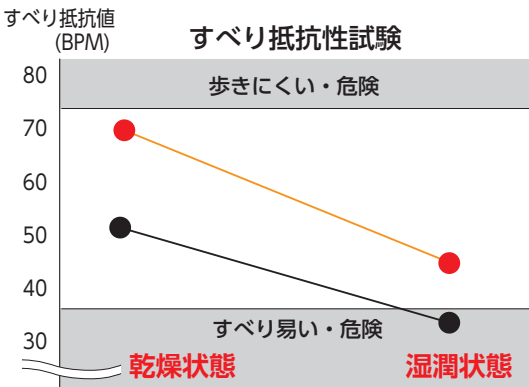 すべり抵抗値
(BPM)
すべり抵抗性試験
80
歩きにくい・危険
70
60
50
40
すべり易い・危険
30
乾燥状態
湿潤状態